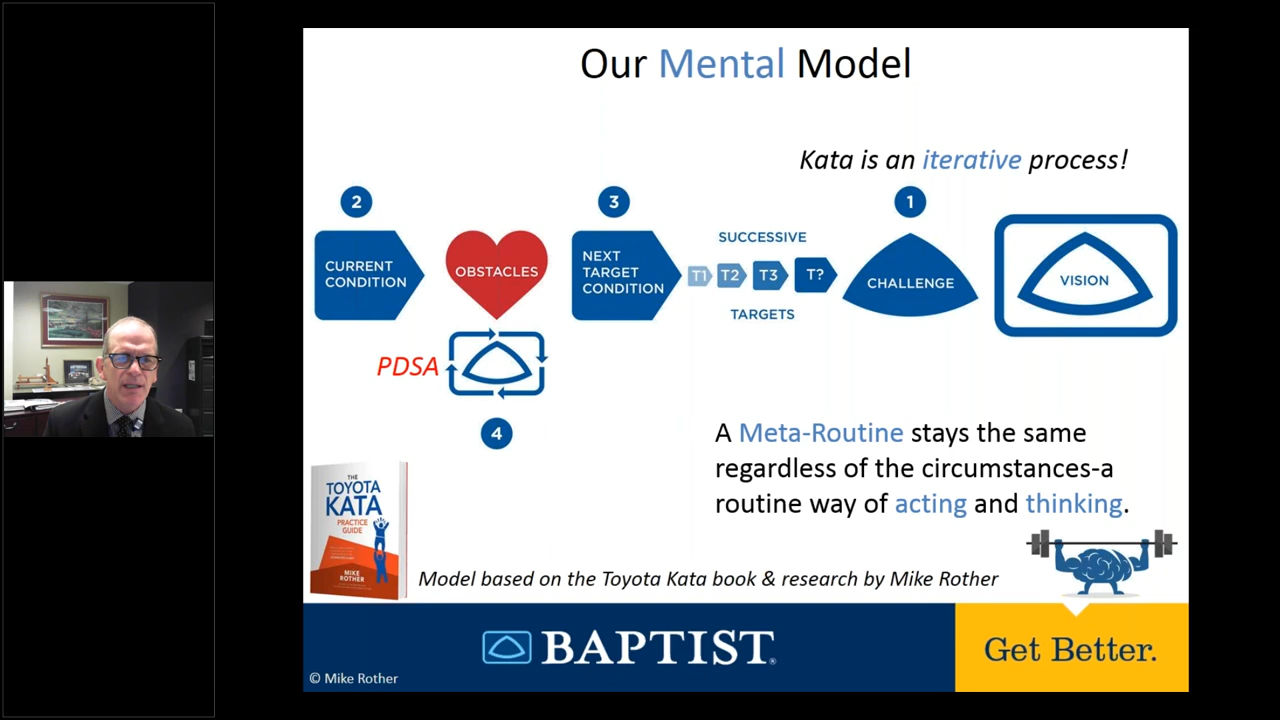 Our Mental Model
Kata is an iterative process!
2
3
1
CURRENT
CONDITION
OBSTACLES
NEXT
TARGET
CONDITION
SUCCESSIVE
T1 T2 T3 T?
TARGETS
CHALLENGE
VISION
PDSA
4
A Meta-Routine stays the same
regardless of the circumstances-a
routine way of acting and thinking.
THE
TOYOTA
KATA
PRACTICE
GUIDE
MIKE
ROTHER
Model based on the Toyota Kata book & research by Mike Rother
BAPTIST
Get Better.
© Mike Rother